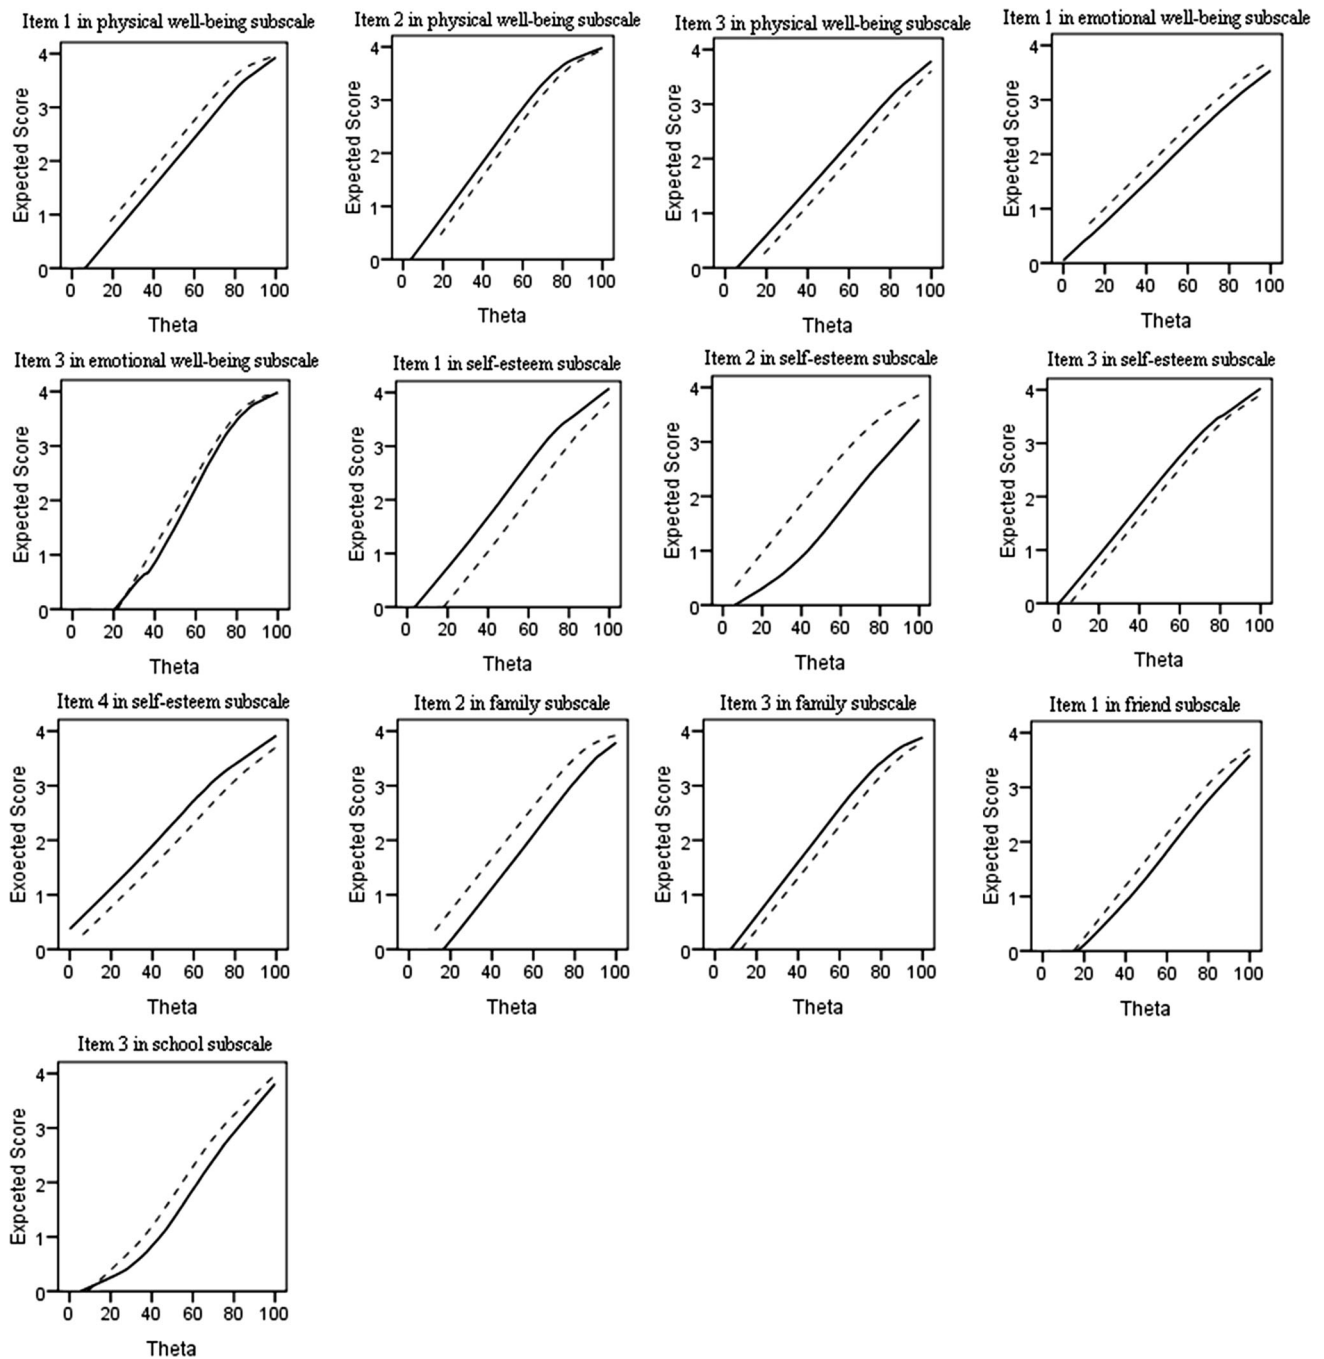 Item 1 in physical well-being subscale
Expected Score
4
3
2
1
0
0 20 40 60 80 100
Theta
Item 2 in physical well-being subscale
Expected Score
4
3
2
1
0
0 20 40 60 80 100
Theta
Item 3 in physical well-being subscale
Expected Score
4
3
2
1
0
0 20 40 60 80 100
Theta
Item 1 in emotional well-being subscale
Expected Score
4
3
2
1
0
0 20 40 60 80 100
Theta
Item 3 in emotional well-being subscale
Expected Score
4
3
2
1
0
0 20 40 60 80 100
Theta
Item 1 in self-esteem subscale
Expected Score
4
3
2
1
0
0 20 40 60 80 100
Theta
Item 2 in self-esteem subscale
Expected Score
4
3
2
1
0
0 20 40 60 80 100
Theta
Item 3 in self-esteem subscale
Expected Score
4
3
2
1
0
0 20 40 60 80 100
Theta
Item 4 in self-esteem subscale
Exoected Score
4
3
2
1
0
0 20 40 60 80 100
Theta
Item 2 in family subscale
Expected Score
4
3
2
1
0
0 20 40 60 80 100
Theta
Item 3 in family subscale
Expected Score
4
3
2
1
0
0 20 40 60 80 100
Theta
Item 1 in friend subscale
Expected Score
4
3
2
1
0
0 20 40 60 80 100
Theta
Item 3 in school subscale
Expceted Score
4
3
2
1
0
0 20 40 60 80 100
Theta